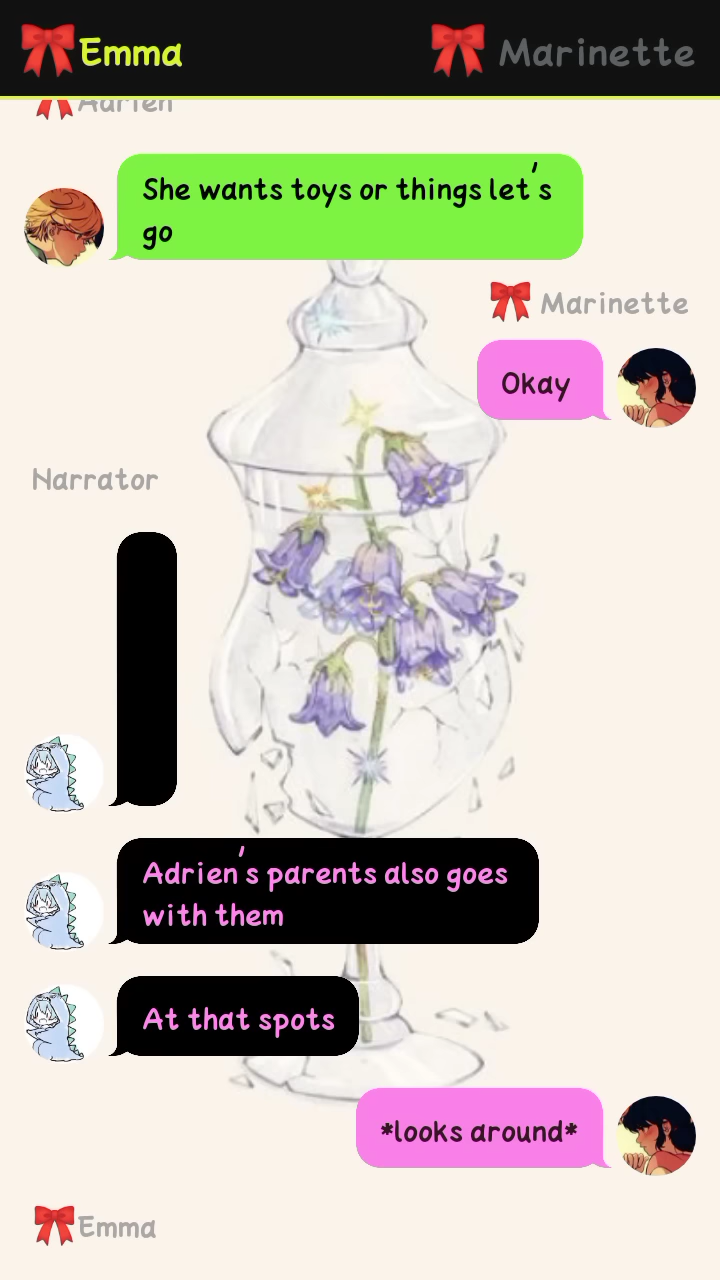 Emma
Marinette
Adrien
She wants toys or things let's
go
Marinette
Okay
Narrator
Adrien's parents also goes
with them
At that spots
*looks around*
Emma